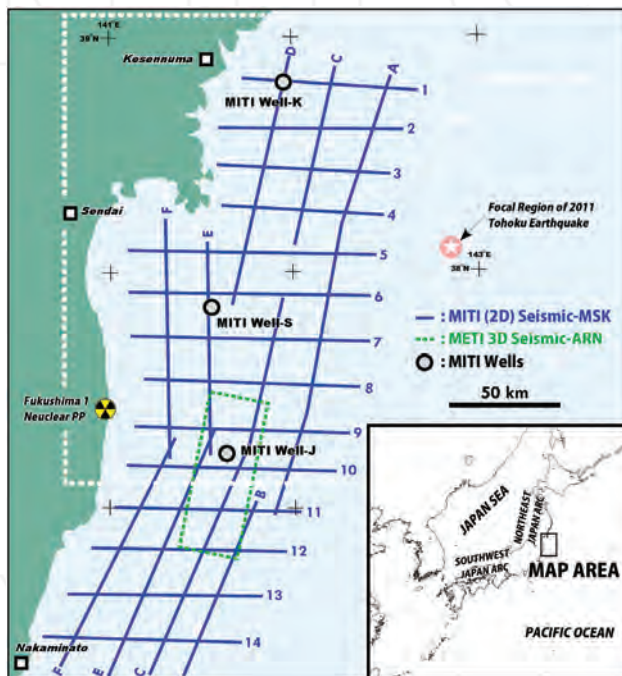 141°E
39°N
Kesennuma
D
C
A
MITI Well-K
1
2
3
4
Sendai
F
E
5
Focal Region of 2011
Tohoku Earthquake
143°E
38°N
6
MITI Well-S
7
: MITI (2D) Seismic-MSK
: METI 3D Seismic-ARN
: MITI Wells
8
50 km
Fukushima 1
Neuclear PP
9
MITI Well-J
10
B
11
12
13
14
Nakaminato
F
E
C
JAPAN SEA
NORTHEAST
JAPAN ARC
SOUTHWEST
JAPAN ARC
MAP AREA
PACIFIC OCEAN